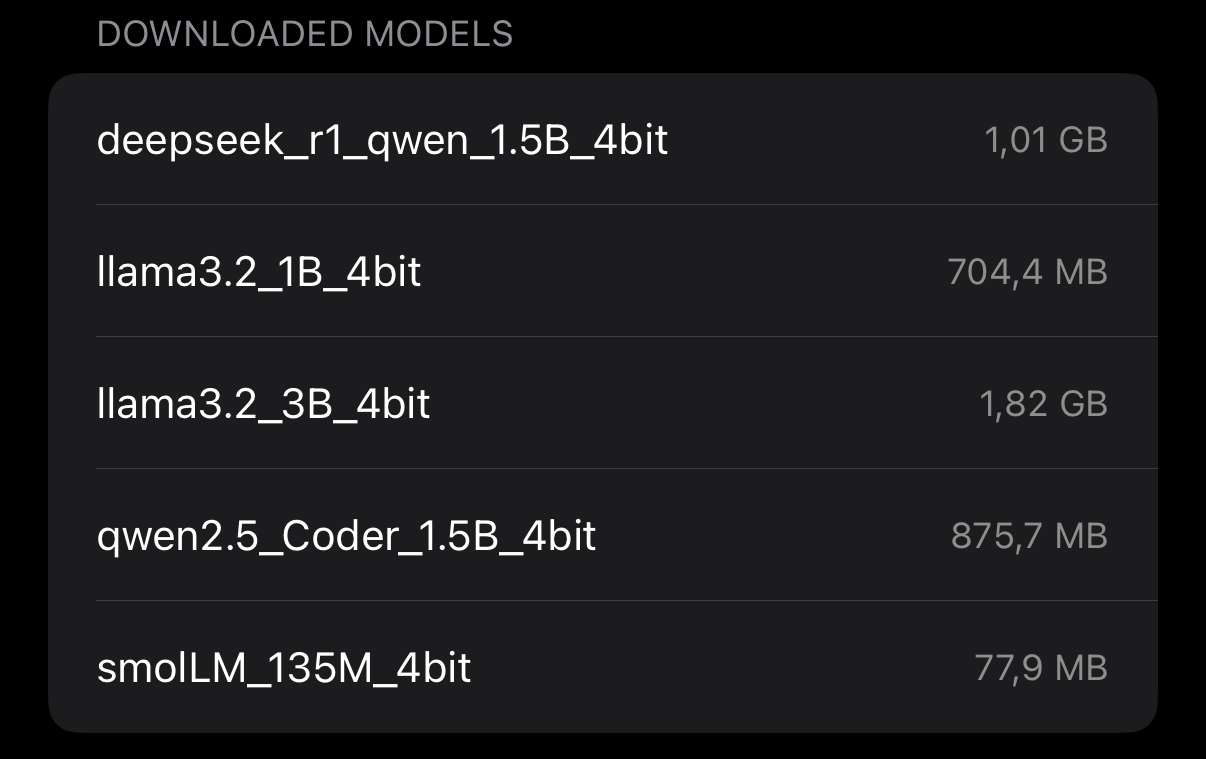 DOWNLOADED MODELS
deepseek_r1_qwen_1.5B_4bit 1,01 GB
llama3.2_1B_4bit 704,4 MB
llama3.2_3B_4bit 1,82 GB
qwen2.5_Coder_1.5B_4bit 875,7 MB
smolLM_135M_4bit 77,9 MB